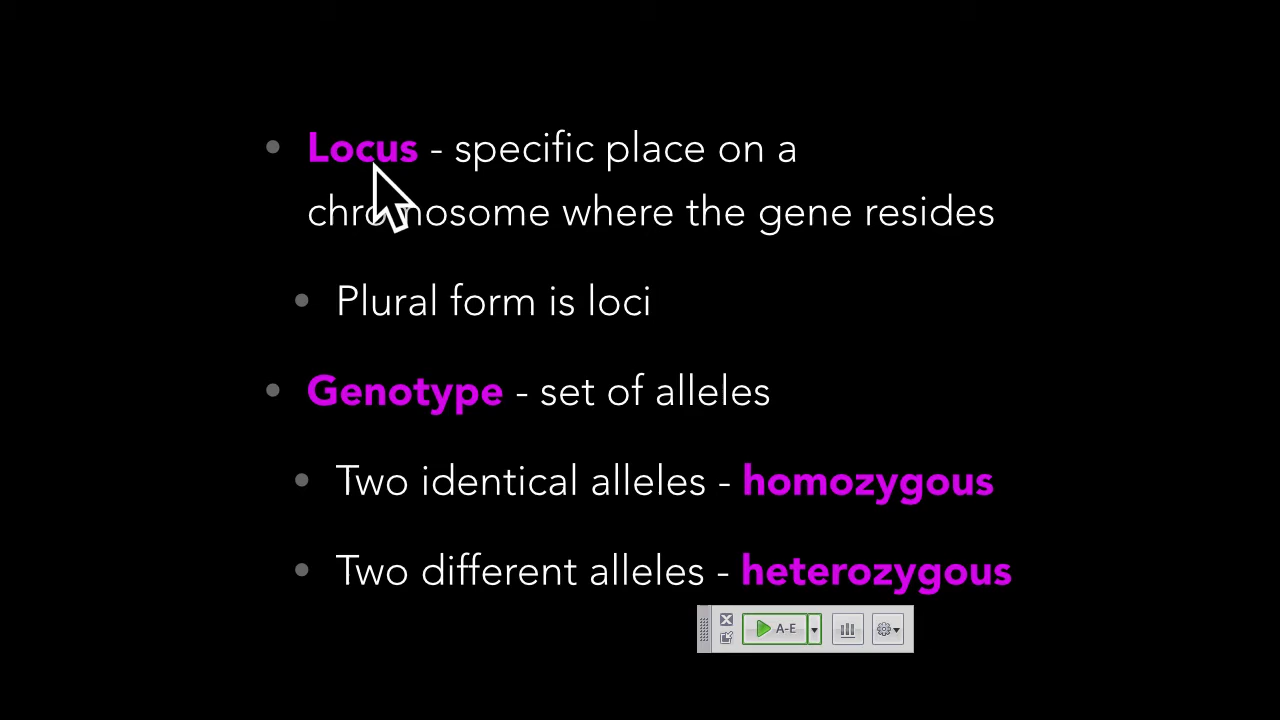 • Locus - specific place on a
chromosome where the gene resides
• Plural form is loci
• Genotype - set of alleles
• Two identical alleles - homozygous
• Two different alleles - heterozygous
A-E